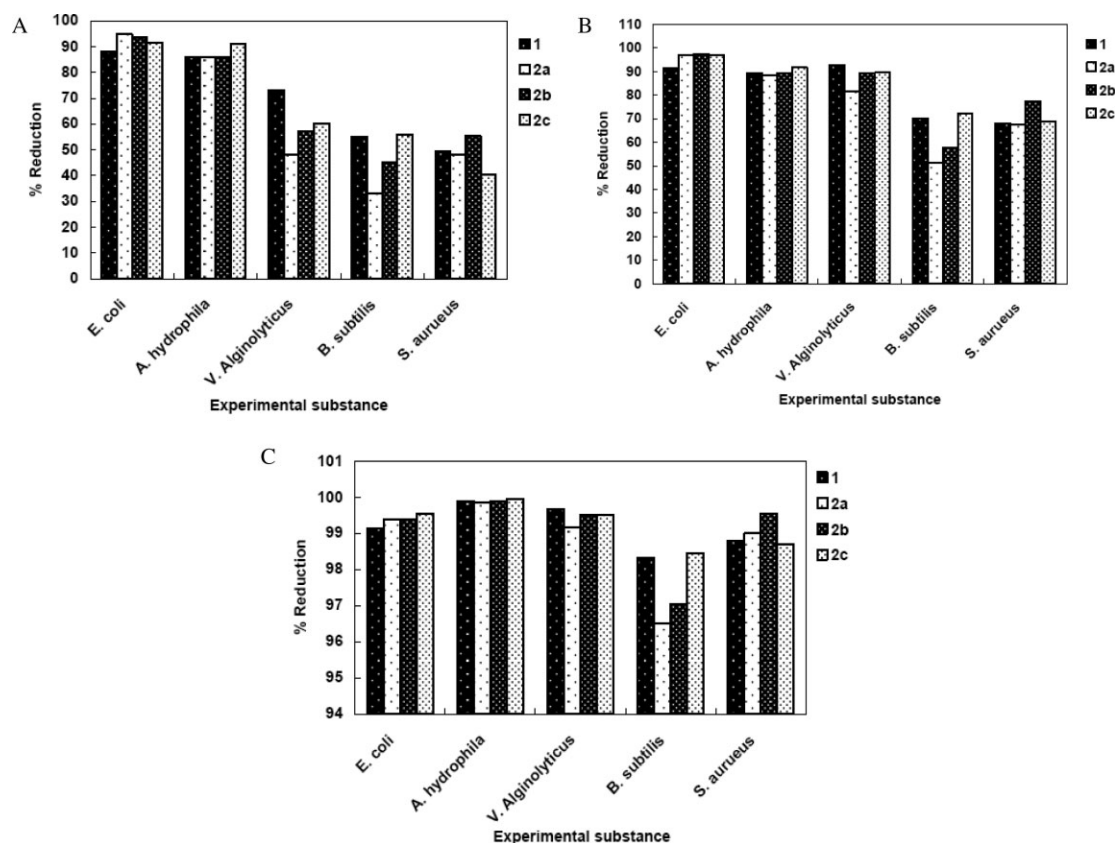 A
100
90
80
70
60
50
40
30
20
10
0
% Reduction
E. coli
A. hydrophila
V. Alginolyticus
B. subtilis
S. aurueus
Experimental substance
1
2a
2b
2c
B
110
100
90
80
70
60
50
40
30
20
10
0
% Reduction
E. coli
A. hydrophila
V. Alginolyticus
B. subtilis
S. aurueus
Experimental substance
1
2a
2b
2c
C
101
100
99
98
97
96
95
94
% Reduction
E. coli
A. hydrophila
V. Alginolyticus
B. subtilis
S. aurueus
Experimental substance
1
2a
2b
2c